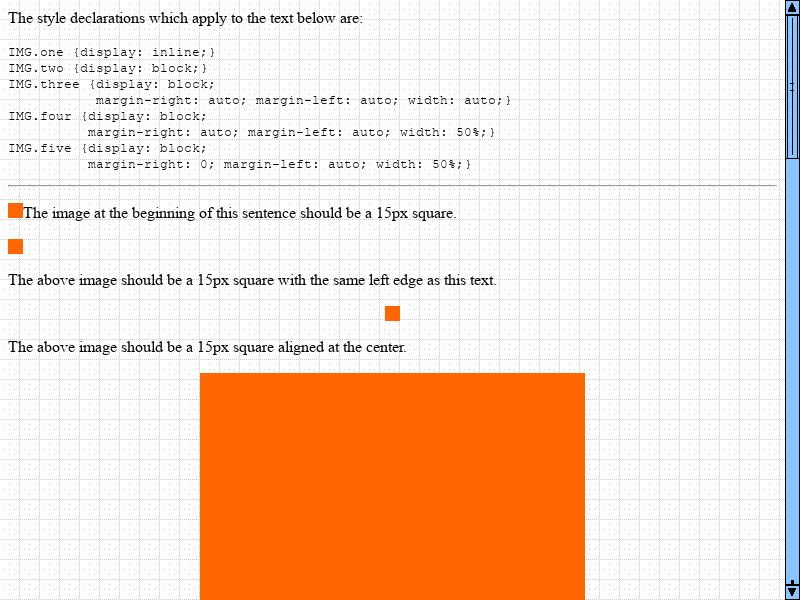 The style declarations which apply to the text below are:
IMG.one {display: inline;}
IMG.two {display: block;}
IMG.three {display: block;
margin-right: auto; margin-left: auto; width: auto;}
IMG.four {display: block;
margin-right: auto; margin-left: auto; width: 50%;}
IMG.five {display: block;
margin-right: 0; margin-left: auto; width: 50%;}
The image at the beginning of this sentence should be a 15px square.
The above image should be a 15px square with the same left edge as this text.
The above image should be a 15px square aligned at the center.